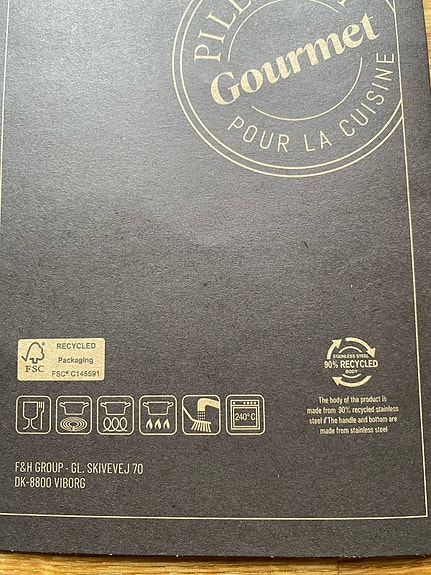 Gourmet
POUR LA CUISINE
RECYCLED
Packaging
FSC® C145591
FSC
STAINLESS STEEL
90% RECYCLED
BODY
240° C
The body of the product is
made from 90% recycled stainless
steel // The handle and bottom are
made from stainless steel
F&H GROUP · GL. SKIVEVEJ 70
DK-8800 VIBORG